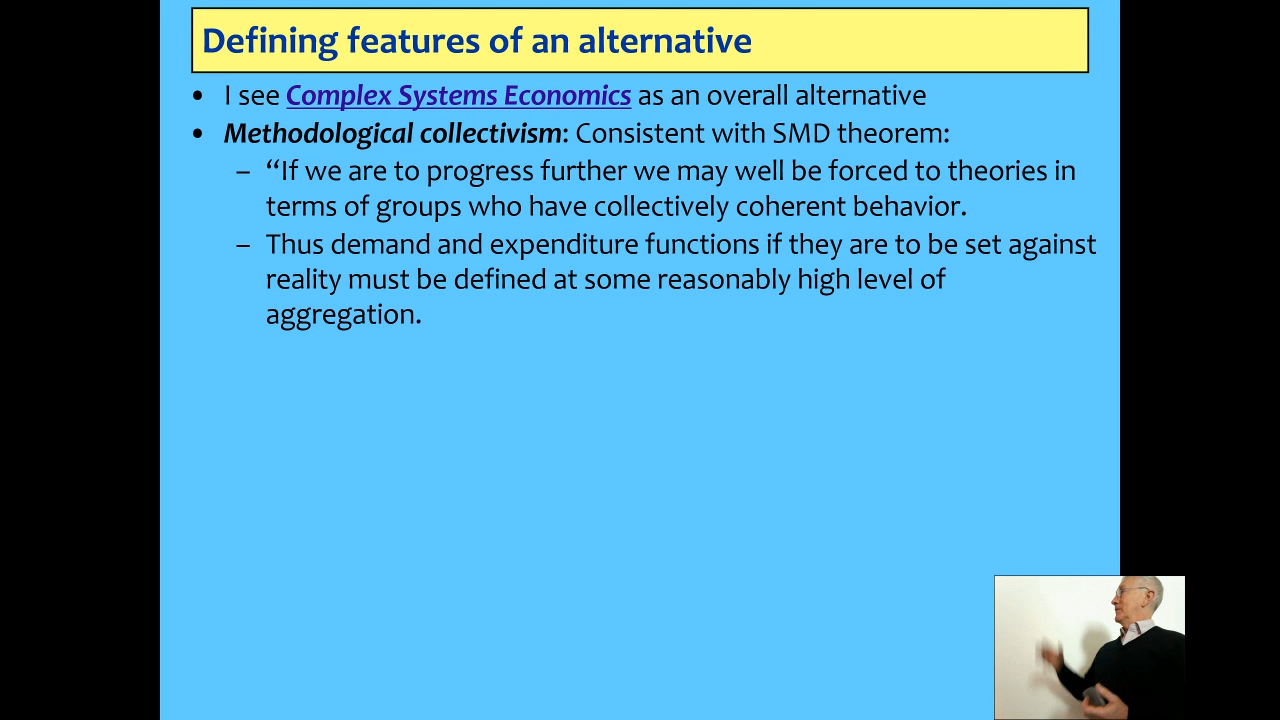 Defining features of an alternative
• I see Complex Systems Economics as an overall alternative
• Methodological collectivism: Consistent with SMD theorem:
– “If we are to progress further we may well be forced to theories in
terms of groups who have collectively coherent behavior.
– Thus demand and expenditure functions if they are to be set against
reality must be defined at some reasonably high level of
aggregation.